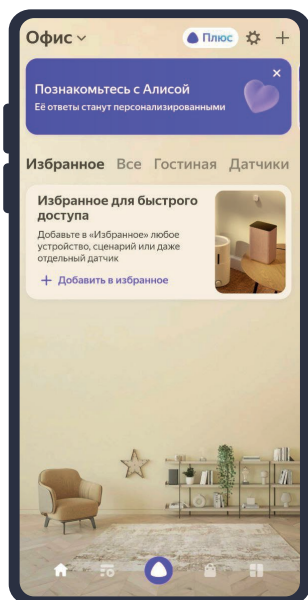 Офис
Плюс
Познакомьтесь с Алисой
Её ответы станут персонализированными
Избранное Все Гостиная Датчики
Избранное для быстрого
доступа
Добавьте в «Избранное» любое
устройство, сценарий или даже
отдельный датчик
+ Добавить в избранное